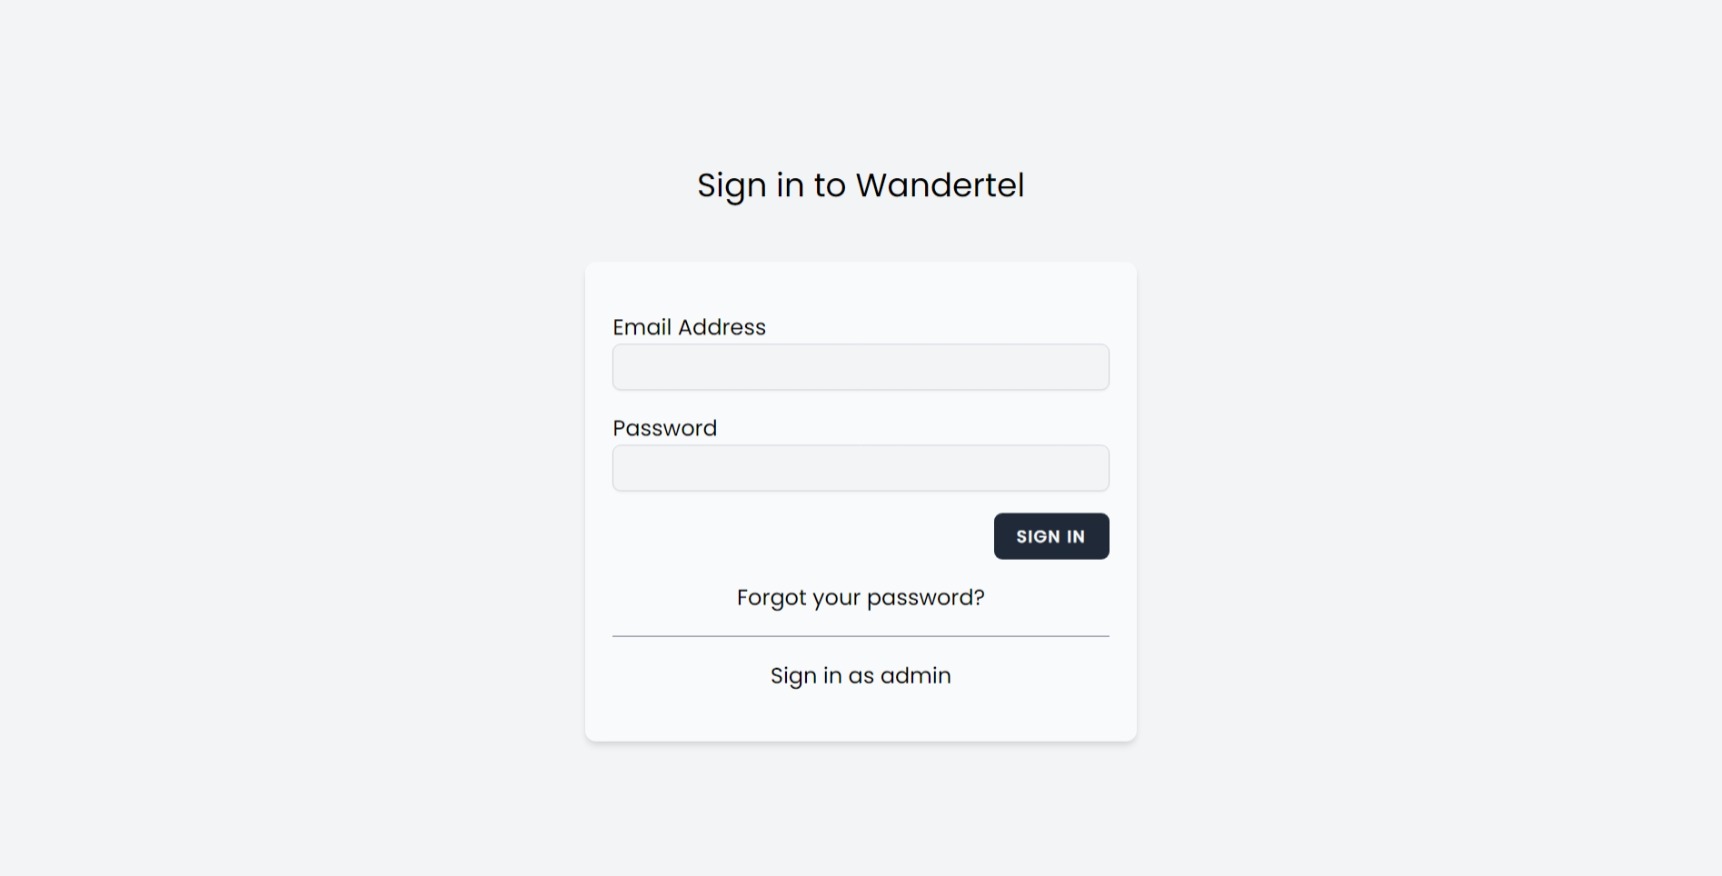 Sign in to Wandertel
Email Address
Password
SIGN IN
Forgot your password?
Sign in as admin